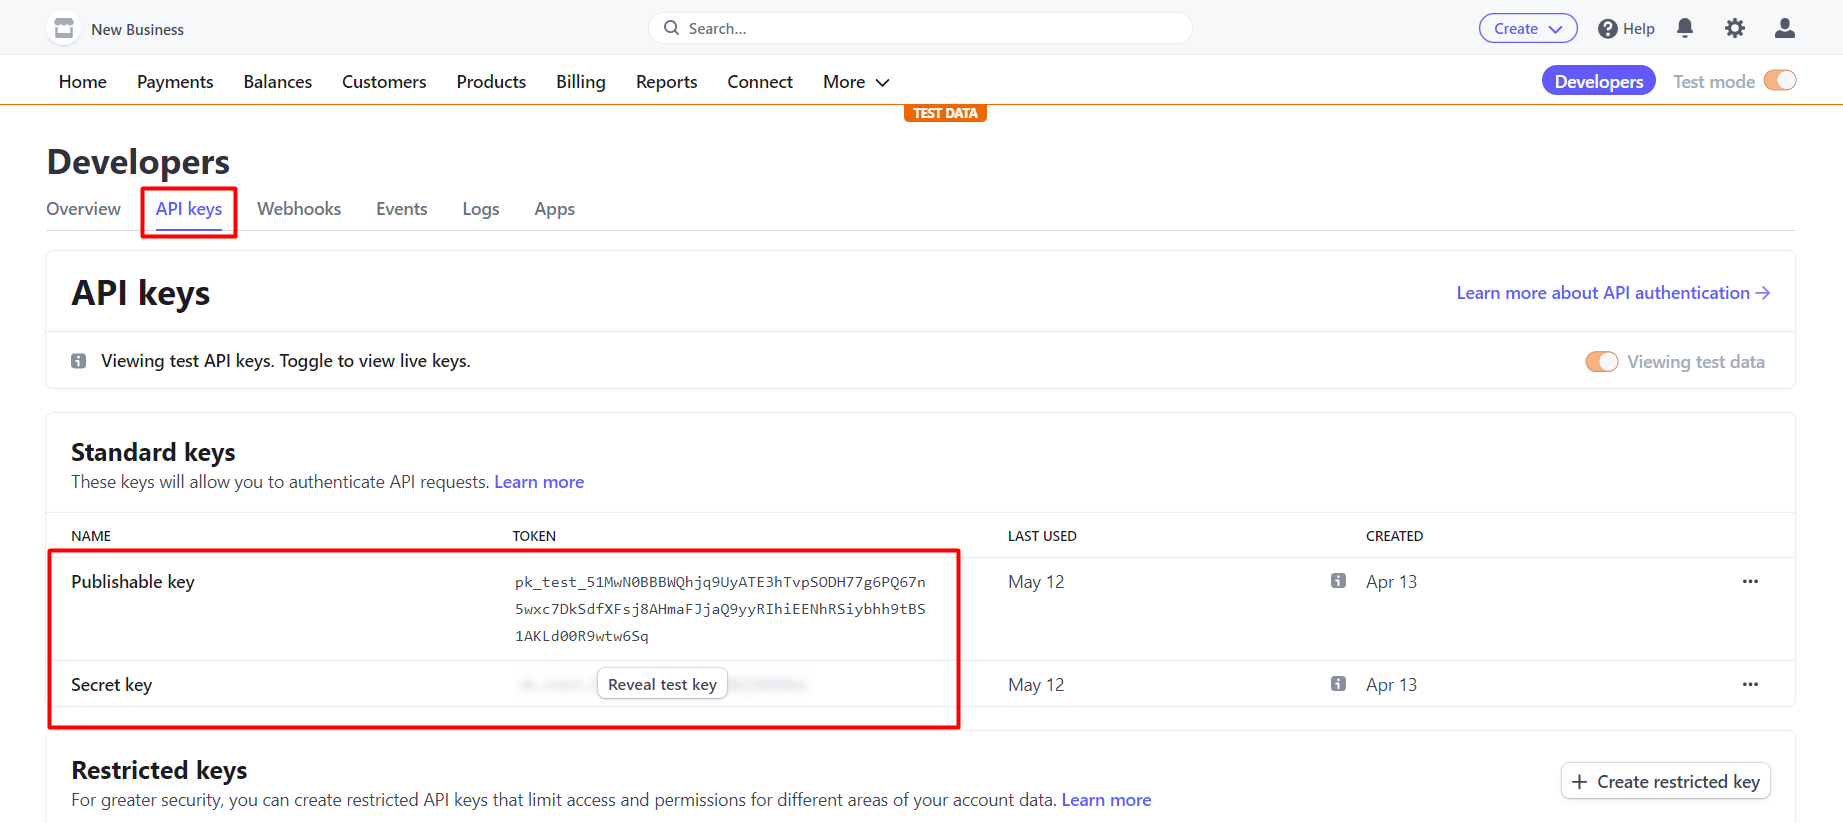 New Business
Search...
Create
Help
Home Payments Balances Customers Products Billing Reports Connect More
Developers Test mode
TEST DATA
Developers
Overview API keys Webhooks Events Logs Apps
API keys
Learn more about API authentication →
Viewing test API keys. Toggle to view live keys.
Viewing test data
Standard keys
These keys will allow you to authenticate API requests. Learn more
NAME TOKEN LAST USED CREATED
Publishable key pk_test_51MwN0BBBWQhjq9UyATE3hTvpSODH77g6PQ67n May 12 Apr 13
5wxc7DkSdfXFsj8AHmaFJjaQ9yyRIhiEENhRSiybhh9tBS
1AKLd00R9wtw6Sq
Secret key Reveal test key May 12 Apr 13
Restricted keys
+ Create restricted key
For greater security, you can create restricted API keys that limit access and permissions for different areas of your account data. Learn more